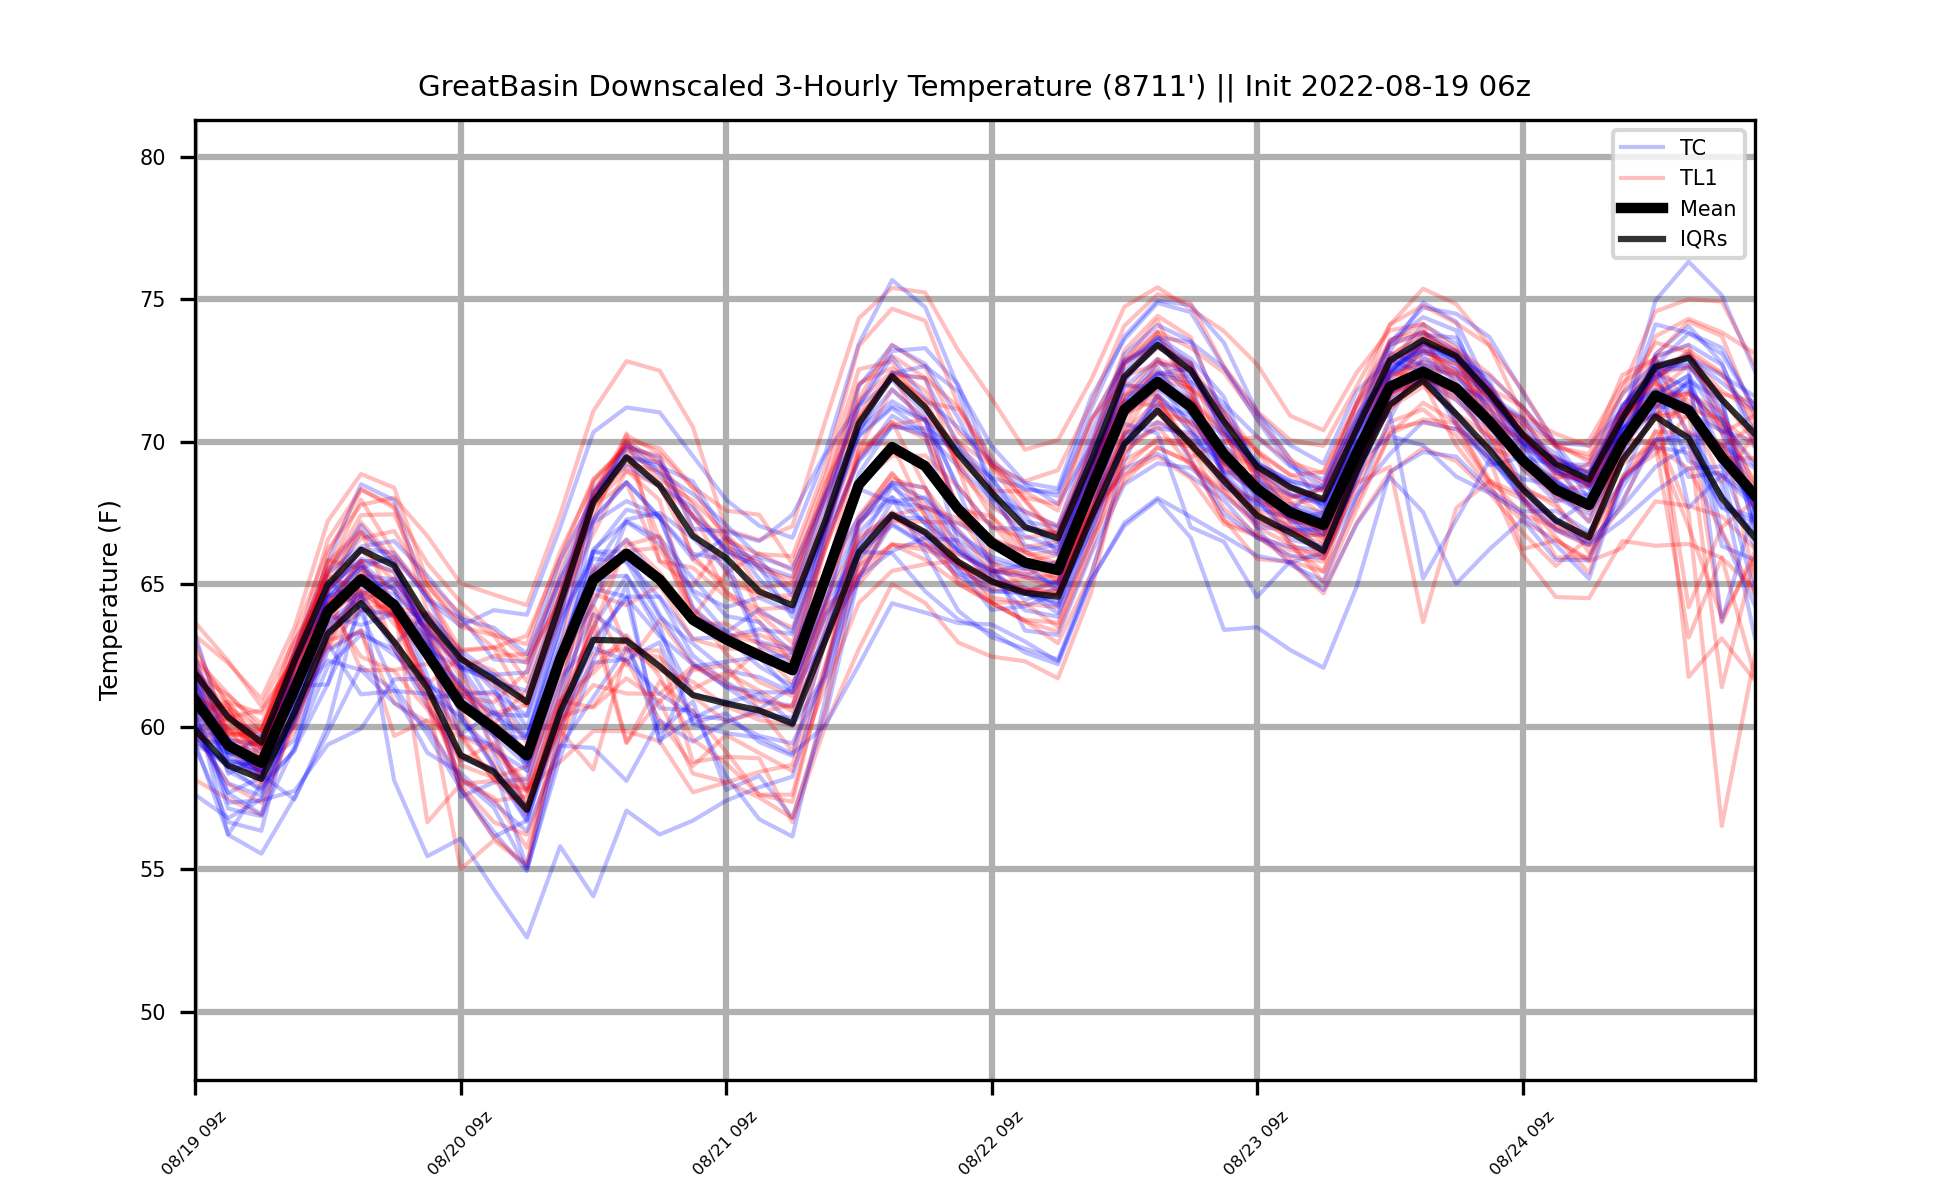 GreatBasin Downscaled 3-Hourly Temperature (8711') || Init 2022-08-19 06z
TC
TL1
Mean
IQRs
Temperature (F)
80
75
70
65
60
55
50
08/19 09z
08/20 09z
08/21 09z
08/22 09z
08/23 09z
08/24 09z